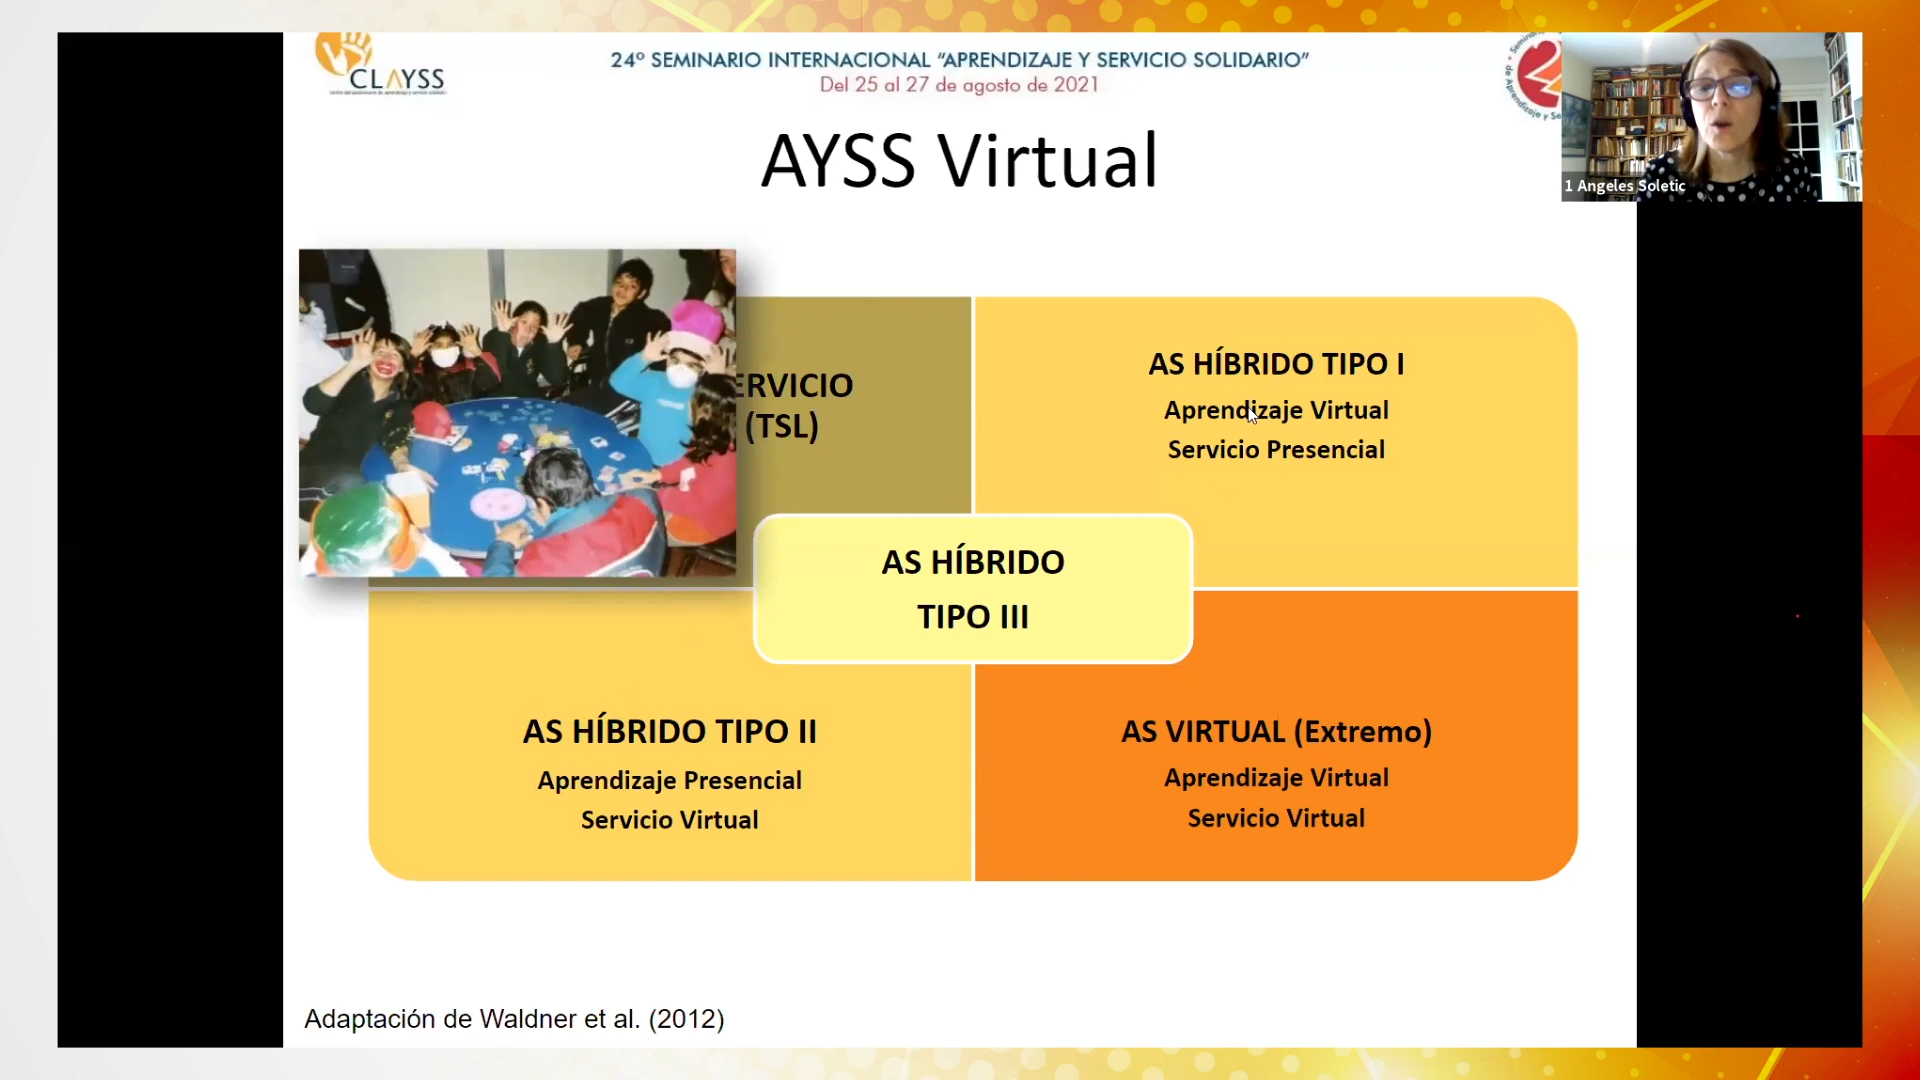 CLAYSS
24º SEMINARIO INTERNACIONAL “APRENDIZAJE Y SERVICIO SOLIDARIO”
Del 25 al 27 de agosto de 2021
1 Angeles Soletic
AYSS Virtual
ERVICIO
(TSL)
AS HÍBRIDO TIPO I
Aprendizaje Virtual
Servicio Presencial
AS HÍBRIDO
TIPO III
AS HÍBRIDO TIPO II
Aprendizaje Presencial
Servicio Virtual
AS VIRTUAL (Extremo)
Aprendizaje Virtual
Servicio Virtual
Adaptación de Waldner et al. (2012)